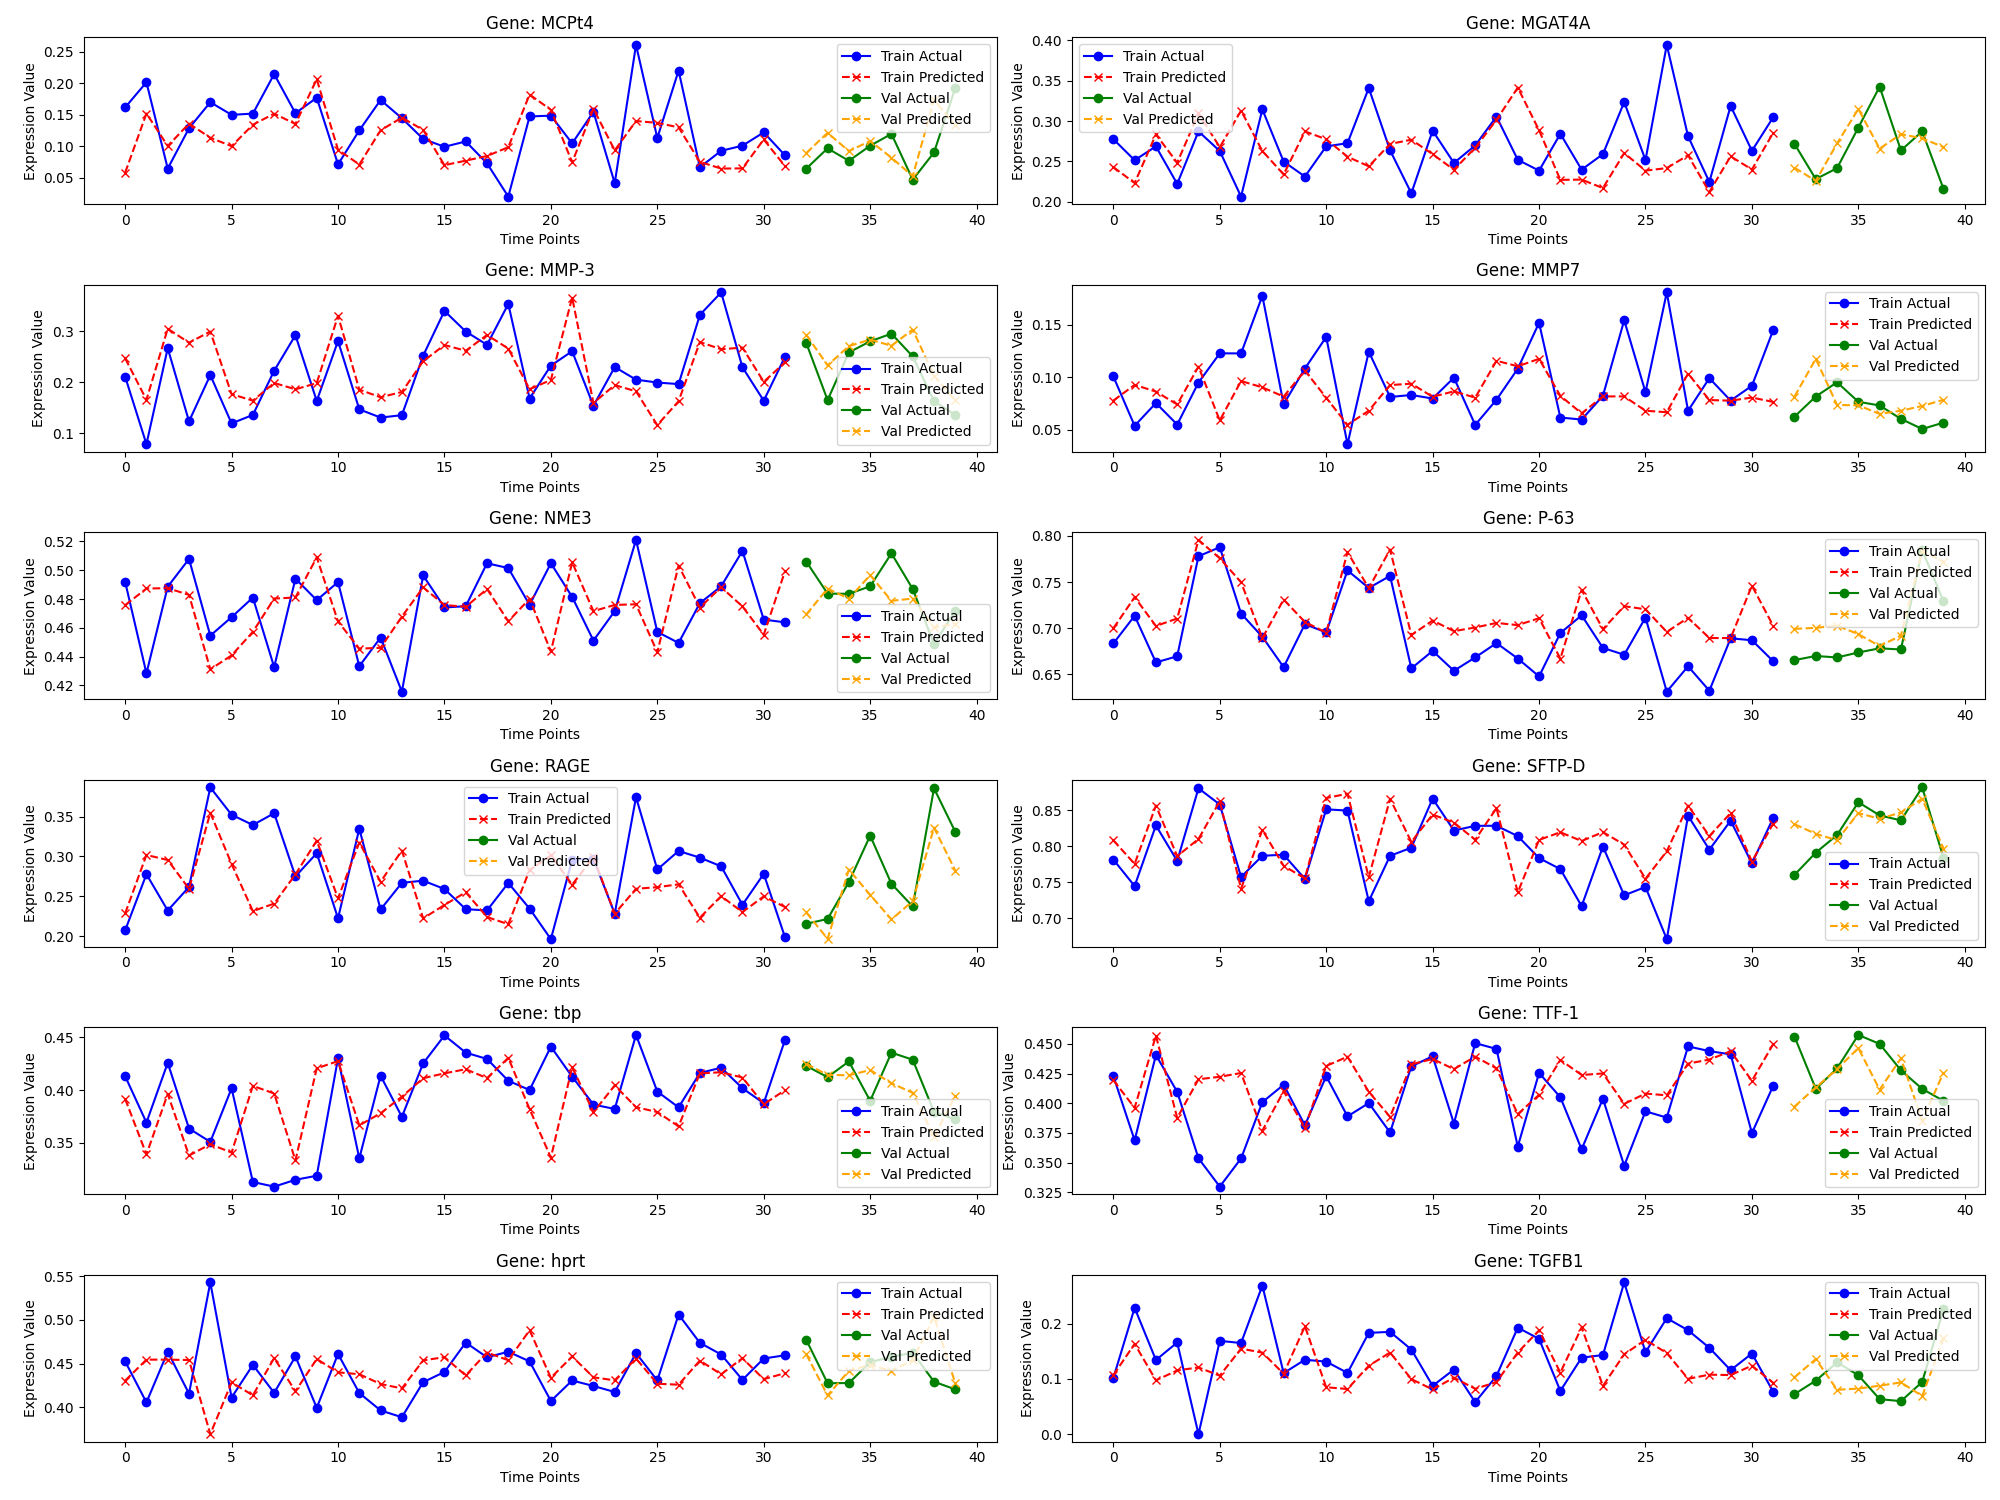 Gene: MCPt4
Expression Value
0.25
0.20
0.15
0.10
0.05
Train Actual
Train Predicted
Val Actual
Val Predicted
0 5 10 15 20 25 30 35 40
Time Points
Gene: MGAT4A
Expression Value
0.40
0.35
0.30
0.25
0.20
Train Actual
Train Predicted
Val Actual
Val Predicted
0 5 10 15 20 25 30 35 40
Time Points
Gene: MMP-3
Expression Value
0.3
0.2
0.1
Train Actual
Train Predicted
Val Actual
Val Predicted
0 5 10 15 20 25 30 35 40
Time Points
Gene: MMP7
Expression Value
0.15
0.10
0.05
Train Actual
Train Predicted
Val Actual
Val Predicted
0 5 10 15 20 25 30 35 40
Time Points
Gene: NME3
Expression Value
0.52
0.50
0.48
0.46
0.44
0.42
Train Actual
Train Predicted
Val Actual
Val Predicted
0 5 10 15 20 25 30 35 40
Time Points
Gene: P-63
Expression Value
0.80
0.75
0.70
0.65
Train Actual
Train Predicted
Val Actual
Val Predicted
0 5 10 15 20 25 30 35 40
Time Points
Gene: RAGE
Expression Value
0.35
0.30
0.25
0.20
Train Actual
Train Predicted
Val Actual
Val Predicted
0 5 10 15 20 25 30 35 40
Time Points
Gene: SFTP-D
Expression Value
0.85
0.80
0.75
0.70
Train Actual
Train Predicted
Val Actual
Val Predicted
0 5 10 15 20 25 30 35 40
Time Points
Gene: tbp
Expression Value
0.45
0.40
0.35
Train Actual
Train Predicted
Val Actual
Val Predicted
0 5 10 15 20 25 30 35 40
Time Points
Gene: TTF-1
Expression Value
0.450
0.425
0.400
0.375
0.350
0.325
Train Actual
Train Predicted
Val Actual
Val Predicted
0 5 10 15 20 25 30 35 40
Time Points
Gene: hprt
Expression Value
0.55
0.50
0.45
0.40
Train Actual
Train Predicted
Val Actual
Val Predicted
0 5 10 15 20 25 30 35 40
Time Points
Gene: TGFB1
Expression Value
0.2
0.1
0.0
Train Actual
Train Predicted
Val Actual
Val Predicted
0 5 10 15 20 25 30 35 40
Time Points